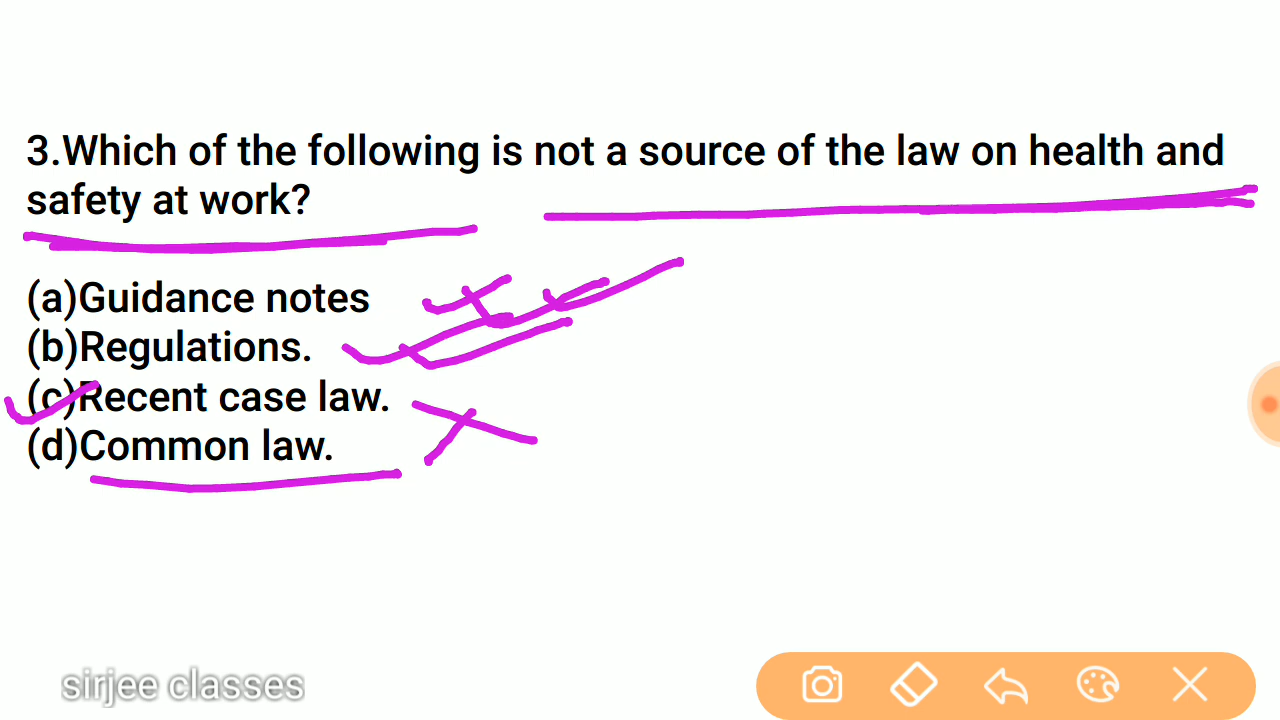 3.Which of the following is not a source of the law on health and
safety at work?
(a)Guidance notes
(b)Regulations.
(c)Recent case law.
(d)Common law.
sirjee classes